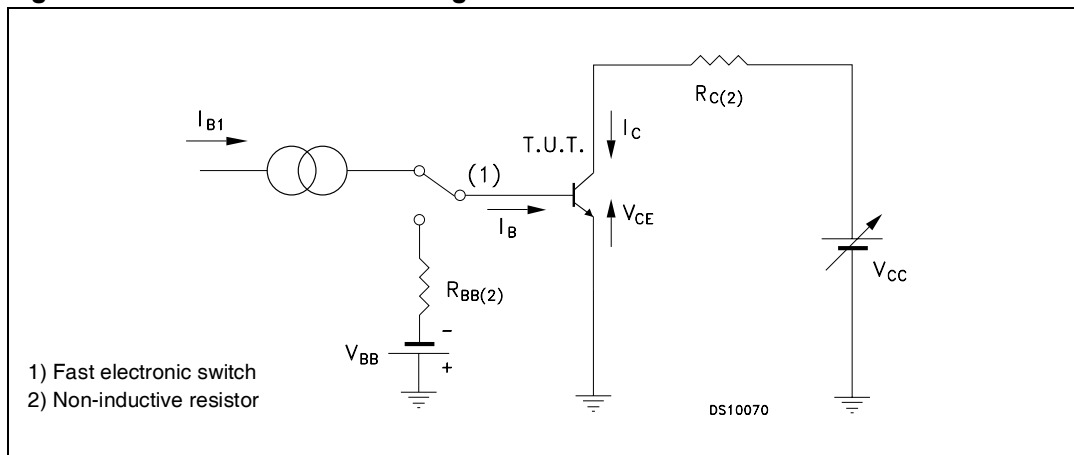 I_B1
R_C(2)
I_C
T.U.T.
(1)
V_CE
I_B
V_CC
R_BB(2)
-
V_BB
+
1) Fast electronic switch
2) Non-inductive resistor
DS10070